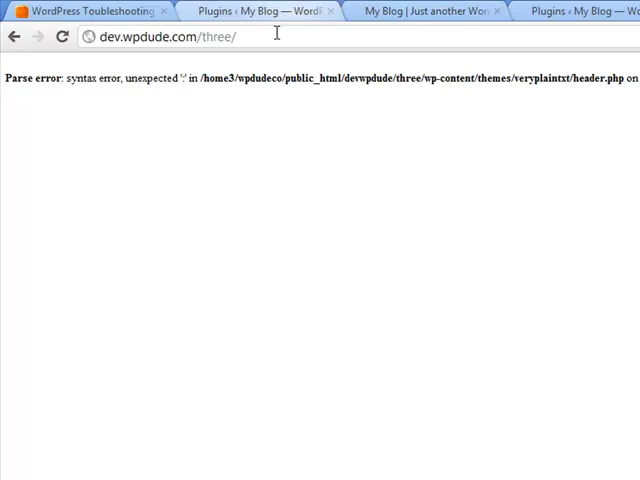 WordPress Toubleshooting
Plugins ‹ My Blog — WordP
My Blog | Just another Wor
Plugins ‹ My Blog — Wo
dev.wpdude.com/three/
Parse error: syntax error, unexpected ':' in /home3/wpdudeco/public_html/devwpdude/three/wp-content/themes/veryplaintxt/header.php on